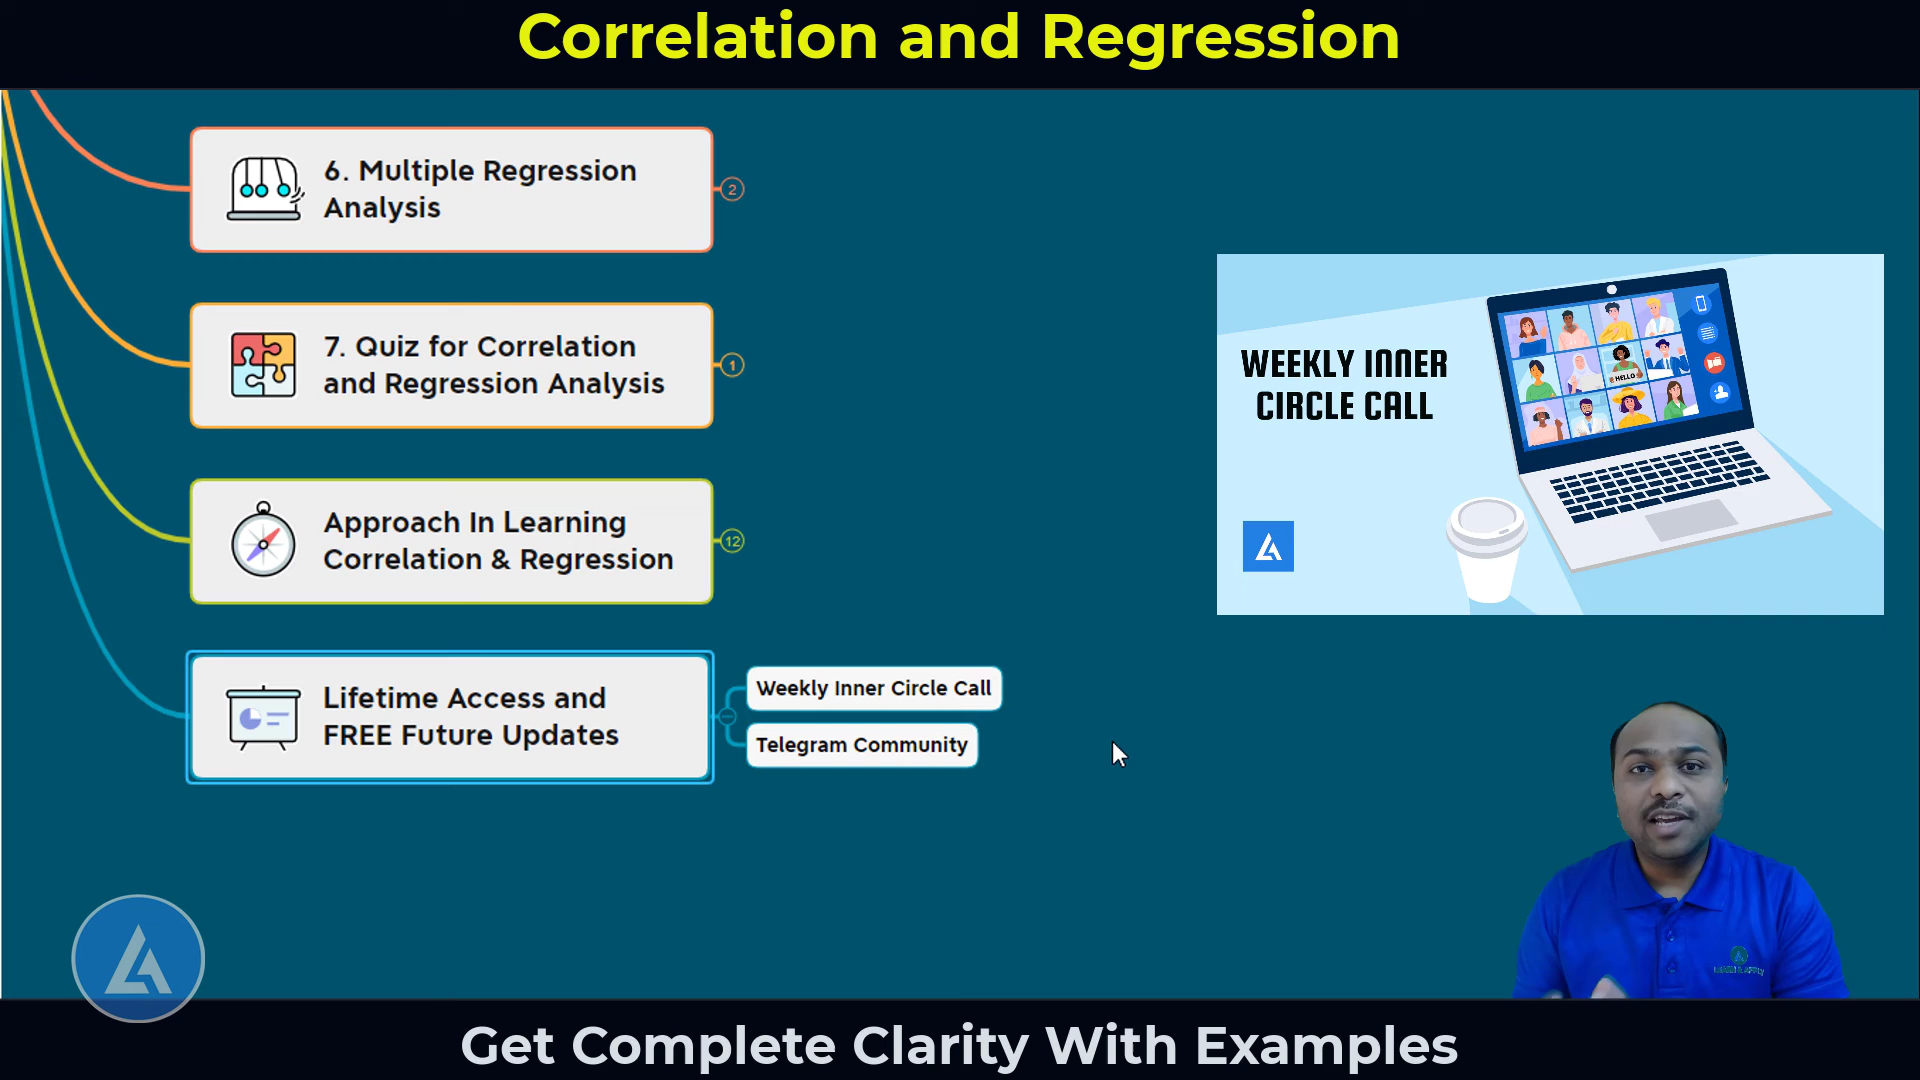 Correlation and Regression
6. Multiple Regression
Analysis
2
7. Quiz for Correlation
and Regression Analysis
1
Approach In Learning
Correlation & Regression
12
Lifetime Access and
FREE Future Updates
Weekly Inner Circle Call
Telegram Community
WEEKLY INNER
CIRCLE CALL
HELLO
LEARN & APPLY
Get Complete Clarity With Examples